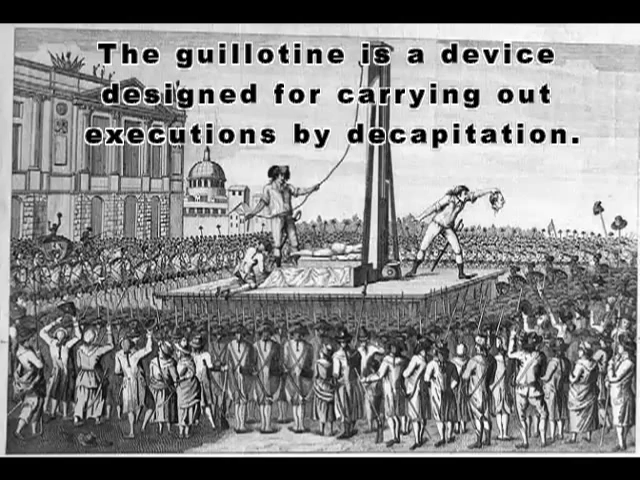 The guillotine is a device
designed for carrying out
executions by decapitation.